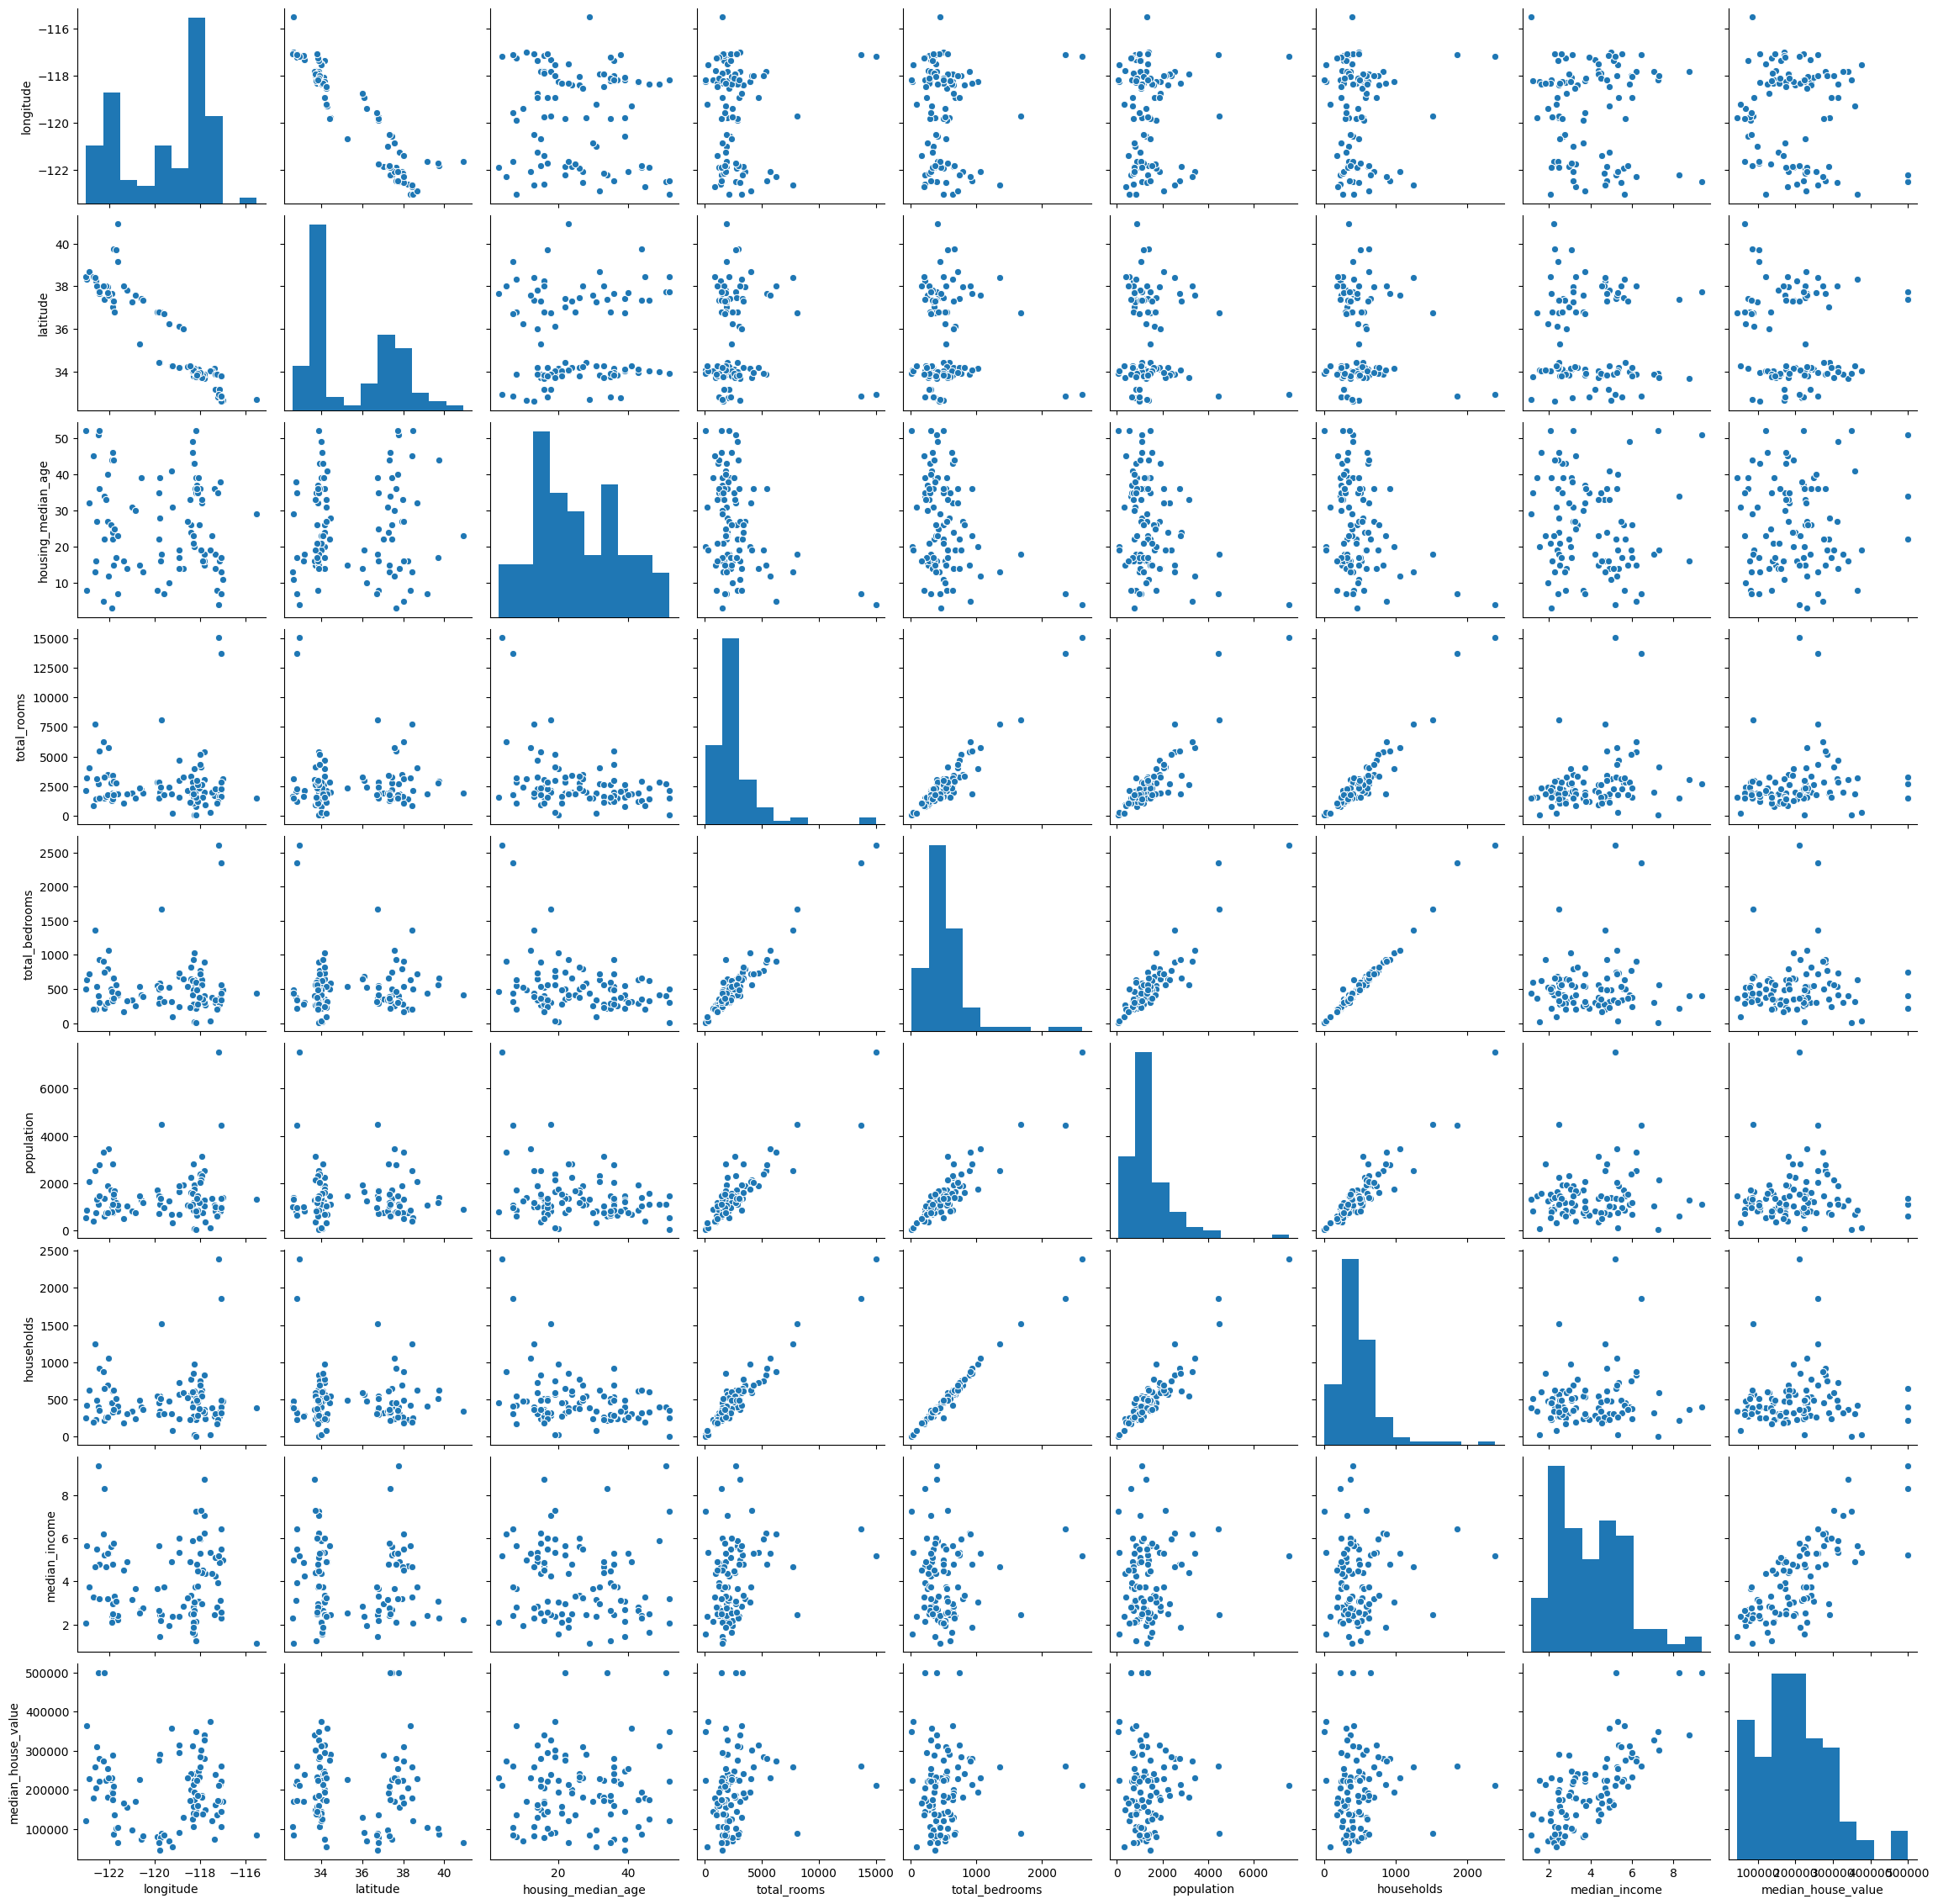 longitude
−116
−118
−120
−122
latitude
40
38
36
34
housing_median_age
50
40
30
20
10
total_rooms
15000
12500
10000
7500
5000
2500
0
total_bedrooms
2500
2000
1500
1000
500
0
population
6000
4000
2000
0
households
2500
2000
1500
1000
500
0
median_income
8
6
4
2
median_house_value
500000
400000
300000
200000
100000
−122 −120 −118 −116
longitude
34 36 38 40
latitude
20 40
housing_median_age
0 5000 10000 15000
total_rooms
0 1000 2000
total_bedrooms
0 2000 4000 6000
population
0 1000 2000
households
2 4 6 8
median_income
100000 200000 300000 400000 500000
median_house_value